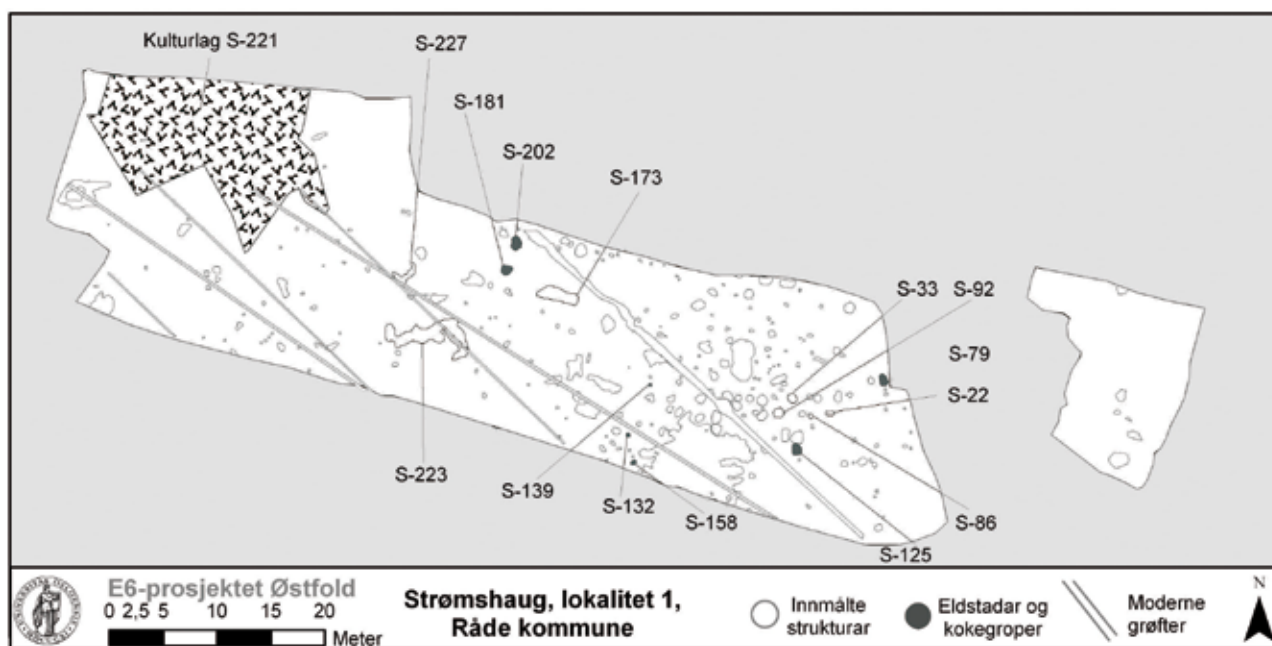 Kulturlag S-221
S-227
S-181
S-202
S-173
S-33 S-92
S-79
S-22
S-223
S-139
S-132
S-158
S-86
S-125
E6-prosjektet Østfold
0 2,5 5 10 15 20
Meter
Strømshaug, lokalitet 1,
Råde kommune
Innmålte
strukturar
Eldstadar og
kokegroper
Moderne
grøfter
N